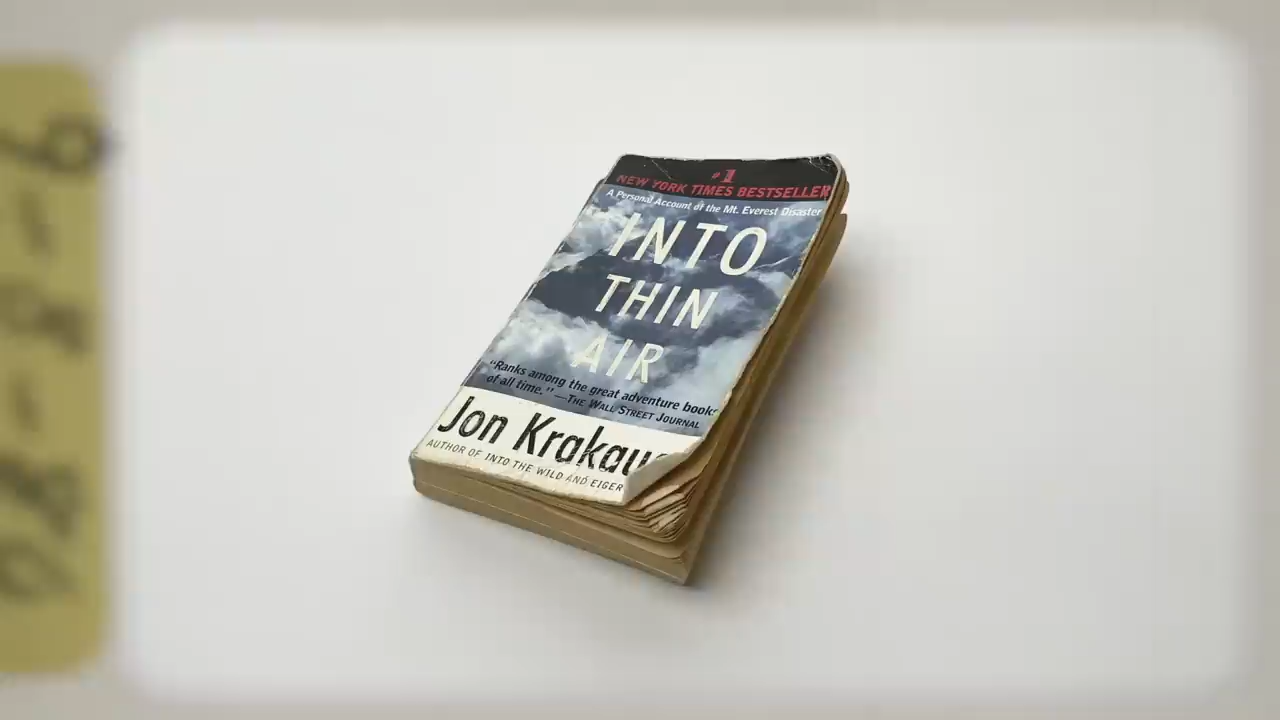 #1
NEW YORK TIMES BESTSELLER
A Personal Account of the Mt. Everest Disaster
INTO
THIN
AIR
"Ranks among the great adventure books
of all time." —THE WALL STREET JOURNAL
Jon Krakau
AUTHOR OF INTO THE WILD AND EIGER